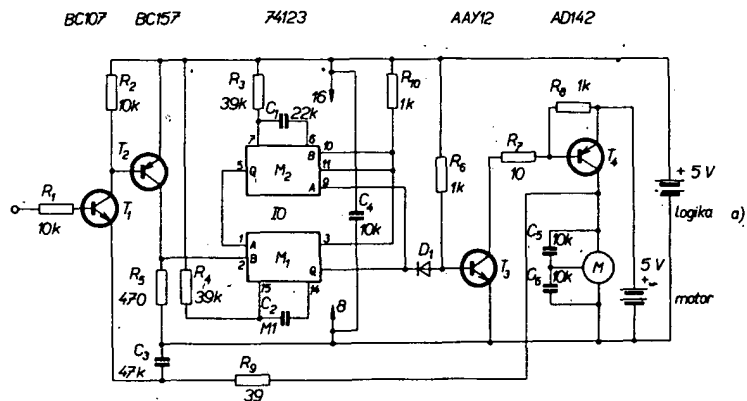 BC107 BC157 74123 AAY12 AD142
R2 10k
R3 39k
C1 22k
16
R10 1k
R8 1k
7 6
T2
5 Q M2 B 10
11
A 9
R6 1k
R7 10
T4
+ 5 V
logika
a)
R1 10k
T1
IO
C4 10k
1 A M1 3
2 B Q
D1
T3
C5 10k
C6 10k
M
5 V
+ -
motor
R5 470
R4 39k
15 14
C2 M1
8
C3 47k
R9 39